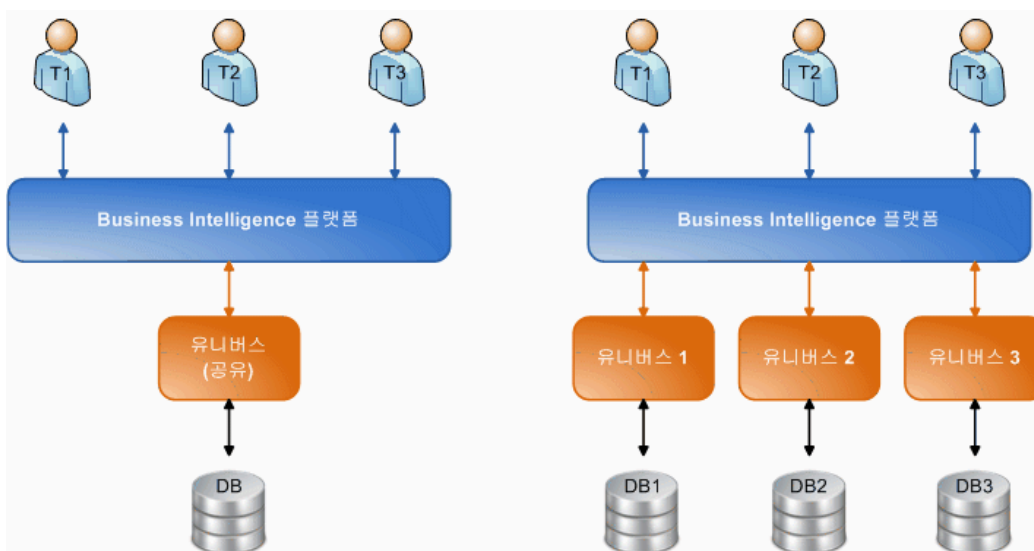 T1 T2 T3 T1 T2 T3
Business Intelligence 플랫폼 Business Intelligence 플랫폼
유니버스
(공유)
유니버스 1 유니버스 2 유니버스 3
DB DB1 DB2 DB3